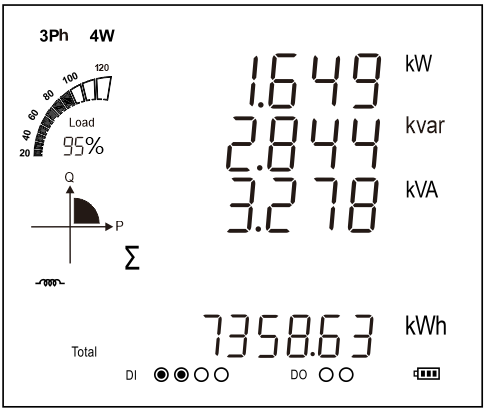 3Ph 4W
1.649 kW
120
100
80
60
40
20
Load
95%
2.844 kvar
3.278 kVA
Q
P
Σ
7358.63 kWh
Total
DI DO